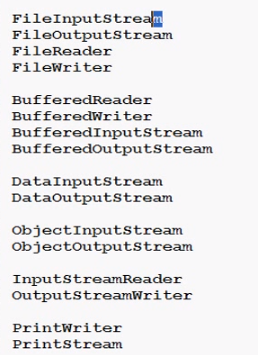 FileInputStream
FileOutputStream
FileReader
FileWriter
BufferedReader
BufferedWriter
BufferedInputStream
BufferedOutputStream
DataInputStream
DataOutputStream
ObjectInputStream
ObjectOutputStream
InputStreamReader
OutputStreamWriter
PrintWriter
PrintStream